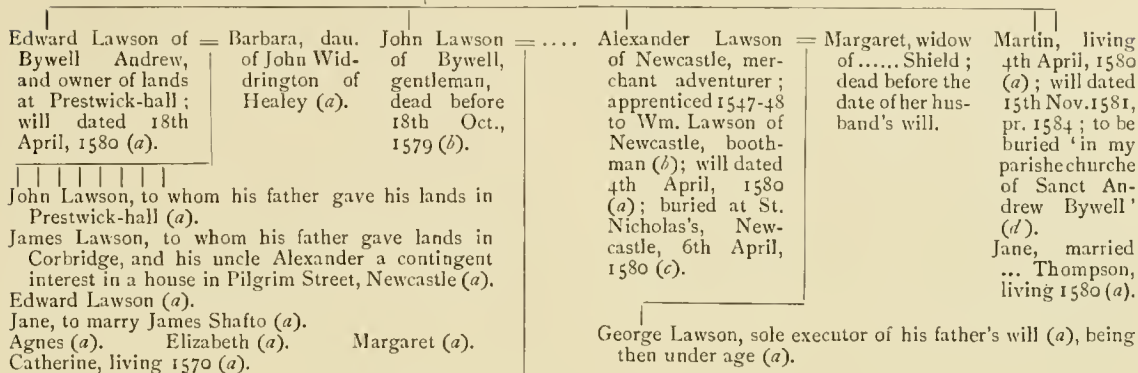 Edward Lawson of
Bywell Andrew,
and owner of lands
at Prestwick-hall ;
will dated 18th
April, 1580 (a).
= Barbara, dau.
of John Wid-
drington of
Healey (a).
John Lawson
of Bywell,
gentleman,
dead before
18th Oct.,
1579 (b).
= ....
Alexander Lawson
of Newcastle, mer-
chant adventurer ;
apprenticed 1547-48
to Wm. Lawson of
Newcastle, booth-
man (b); will dated
4th April, 1580
(a); buried at St.
Nicholas's, New-
castle, 6th April,
1580 (c).
= Margaret, widow
of ...... Shield ;
dead before the
date of her hus-
band's will.
Martin, living
4th April, 1580
(a) ; will dated
15th Nov. 1581,
pr. 1584 ; to be
buried 'in my
parishe churche
of Sanct An-
drew Bywell'
(d).
Jane, married
... Thompson,
living 1580 (a).
John Lawson, to whom his father gave his lands in
Prestwick-hall (a).
James Lawson, to whom his father gave lands in
Corbridge, and his uncle Alexander a contingent
interest in a house in Pilgrim Street, Newcastle (a).
Edward Lawson (a).
Jane, to marry James Shafto (a).
Agnes (a). Elizabeth (a). Margaret (a).
Catherine, living 1570 (a).
George Lawson, sole executor of his father's will (a), being
then under age (a).